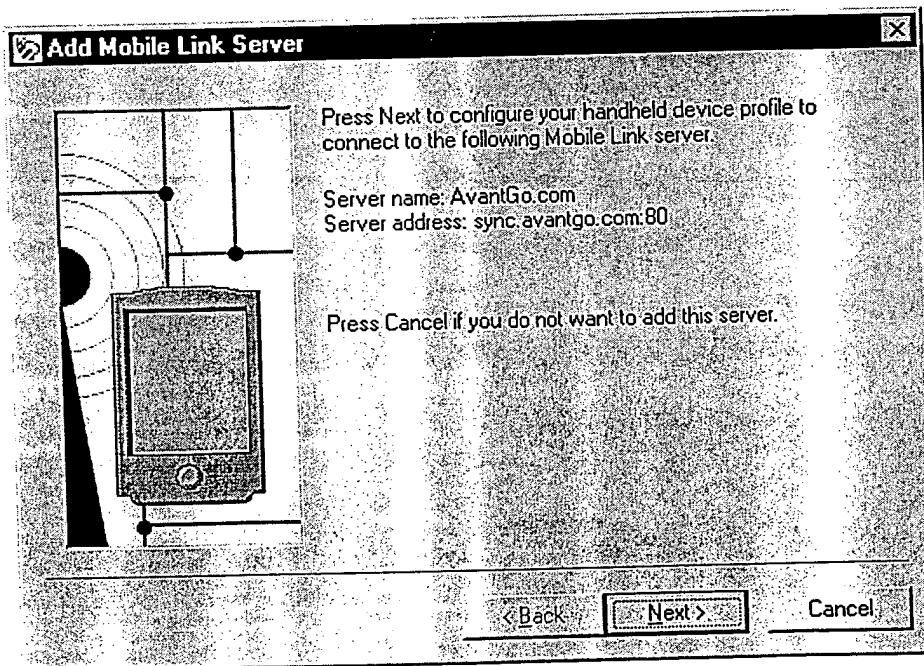 Add Mobile Link Server
Press Next to configure your handheld device profile to
connect to the following Mobile Link server.
Server name: AvantGo.com
Server address: sync.avantgo.com:80
Press Cancel if you do not want to add this server.
< Back
Next >
Cancel